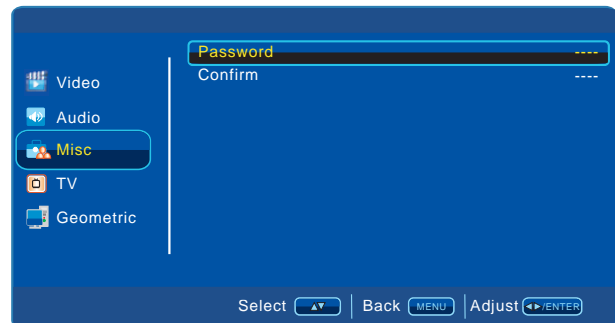 Video
Audio
Misc
TV
Geometric
Password ----
Confirm ----
Select ▲▼ Back MENU Adjust ◄►/ENTER